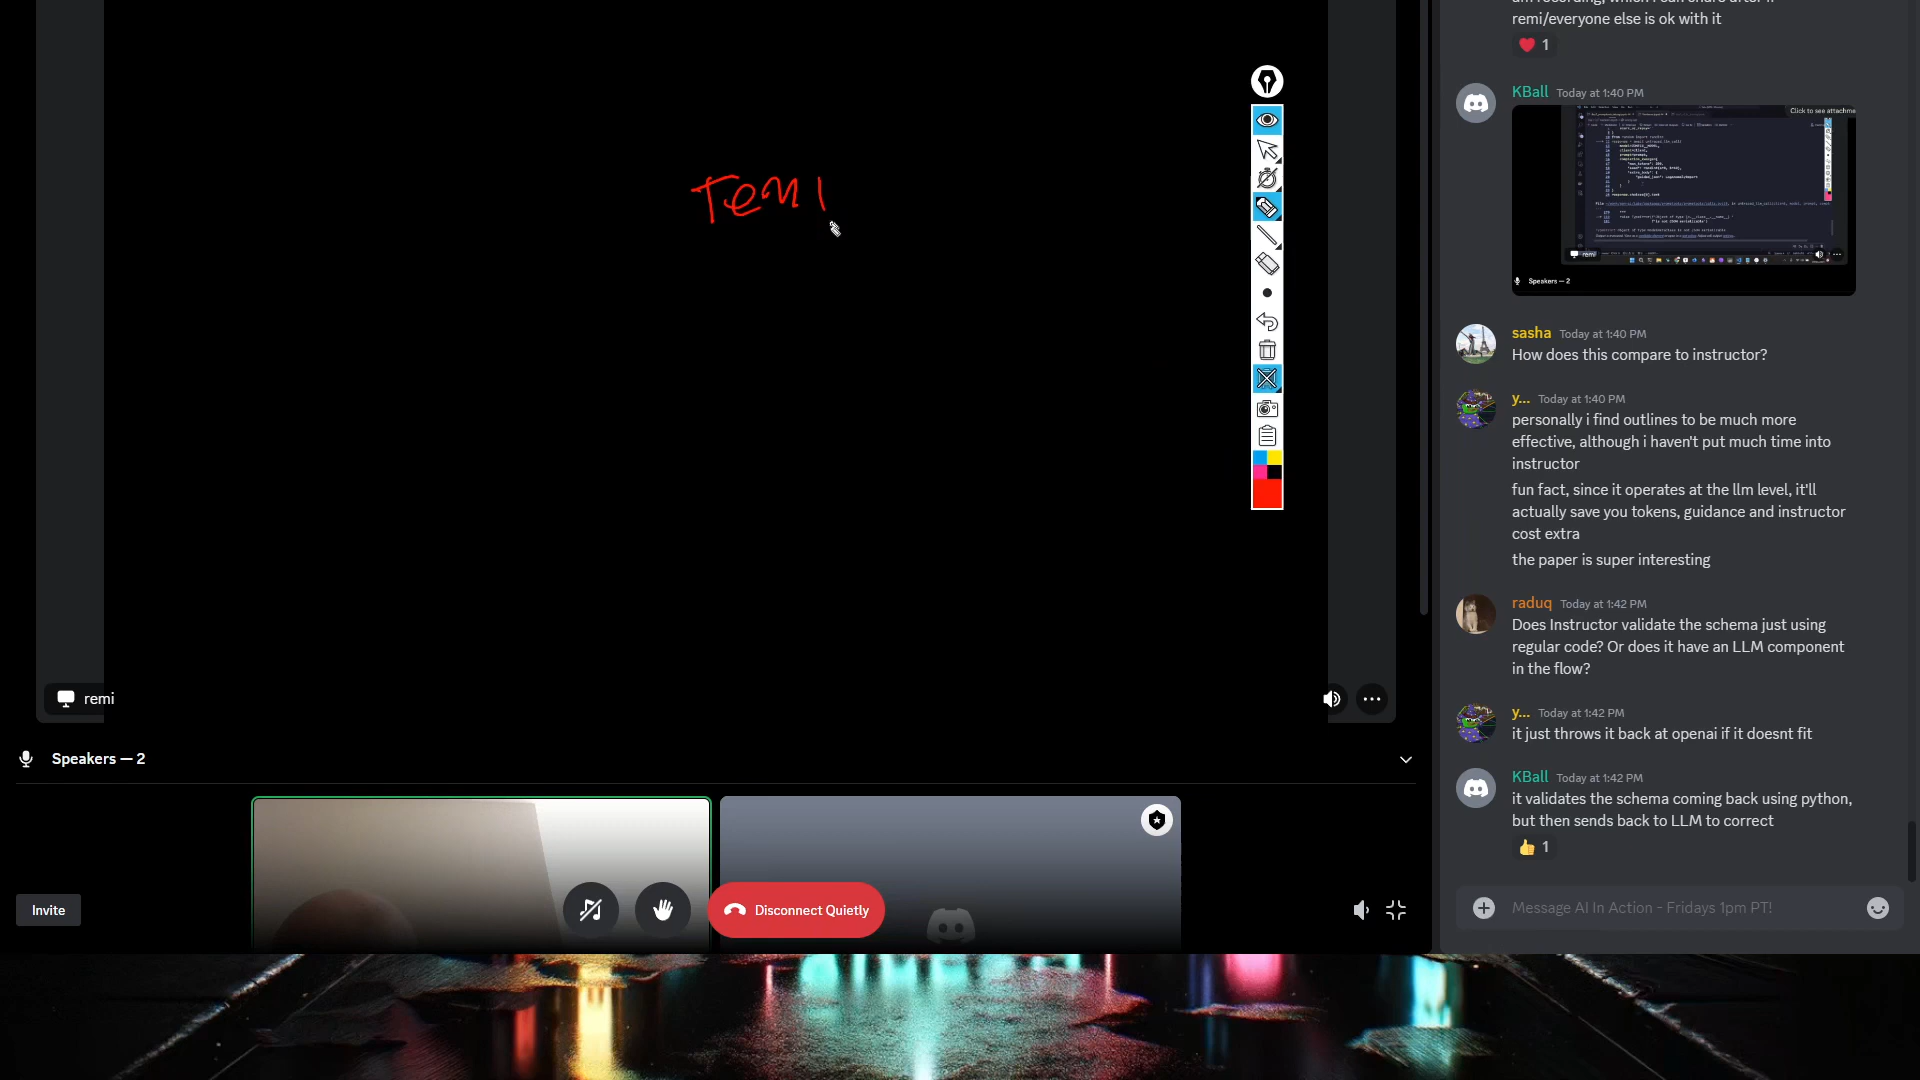 remi/everyone else is ok with it
1
KBall Today at 1:40 PM
Click to see attachme
remi
Speakers — 2
sasha Today at 1:40 PM
How does this compare to instructor?
y... Today at 1:40 PM
personally i find outlines to be much more
effective, although i haven't put much time into
instructor
fun fact, since it operates at the llm level, it'll
actually save you tokens, guidance and instructor
cost extra
the paper is super interesting
raduq Today at 1:42 PM
Does Instructor validate the schema just using
regular code? Or does it have an LLM component
in the flow?
y... Today at 1:42 PM
it just throws it back at openai if it doesnt fit
KBall Today at 1:42 PM
it validates the schema coming back using python,
but then sends back to LLM to correct
1
Message AI In Action - Fridays 1pm PT!
Temi
remi
Speakers — 2
Invite
Disconnect Quietly